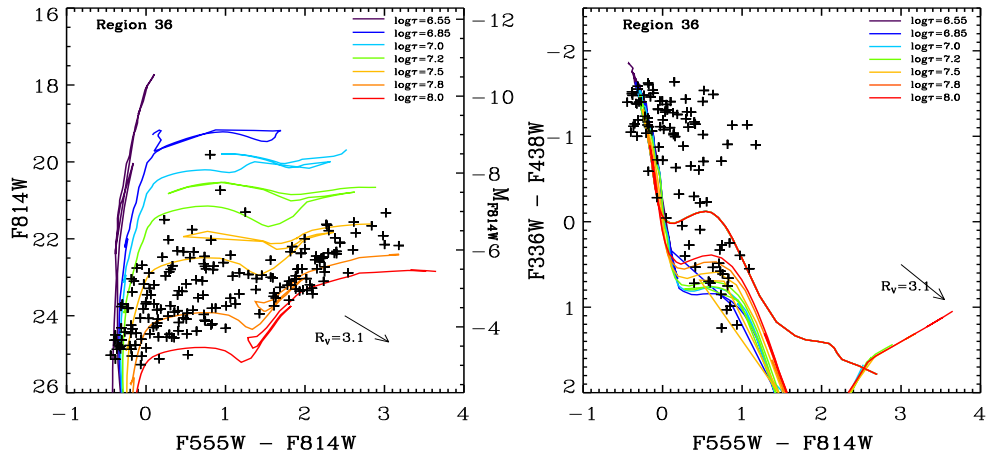 Region 36
logτ=6.55
logτ=6.85
logτ=7.0
logτ=7.2
logτ=7.5
logτ=7.8
logτ=8.0
16
18
20
22
24
26
F814W
−12
−10
−8
−6
−4
M_F814W
R_V=3.1
−1 0 1 2 3 4
F555W − F814W
Region 36
logτ=6.55
logτ=6.85
logτ=7.0
logτ=7.2
logτ=7.5
logτ=7.8
logτ=8.0
−2
−1
0
1
2
F336W − F438W
R_V=3.1
−1 0 1 2 3 4
F555W − F814W